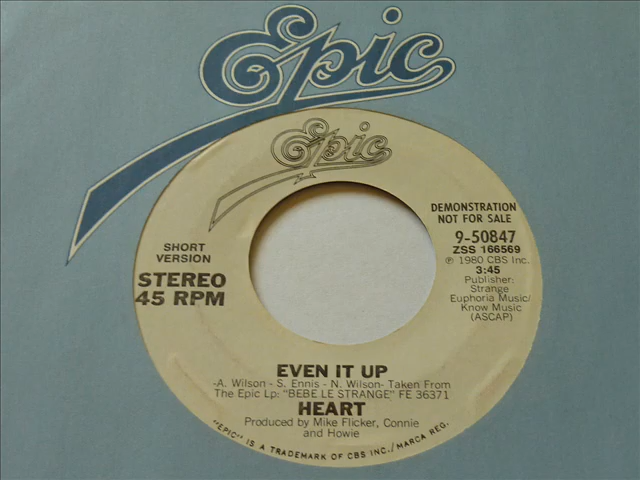 Epic
Epic
DEMONSTRATION
NOT FOR SALE
9-50847
ZSS 166569
℗ 1980 CBS Inc.
3:45
Publisher:
Strange
Euphoria Music/
Know Music
(ASCAP)
SHORT
VERSION
STEREO
45 RPM
EVEN IT UP
-A. Wilson - S. Ennis - N. Wilson- Taken From
The Epic Lp: "BEBE LE STRANGE" FE 36371
HEART
Produced by Mike Flicker, Connie
and Howie
"EPIC" IS A TRADEMARK OF CBS INC./MARCA REG.